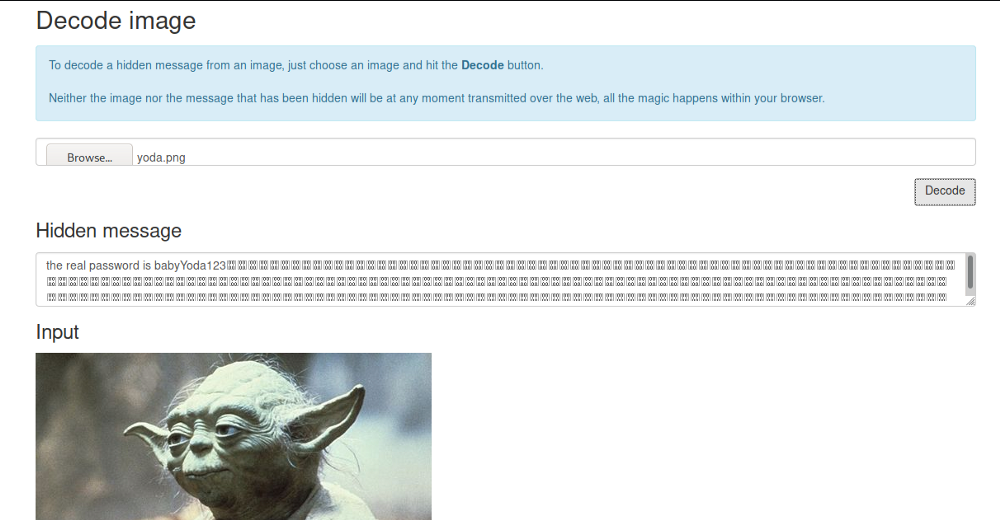 Decode image
To decode a hidden message from an image, just choose an image and hit the Decode button.
Neither the image nor the message that has been hidden will be at any moment transmitted over the web, all the magic happens within your browser.
Browse... yoda.png
Decode
Hidden message
the real password is babyYoda123
Input